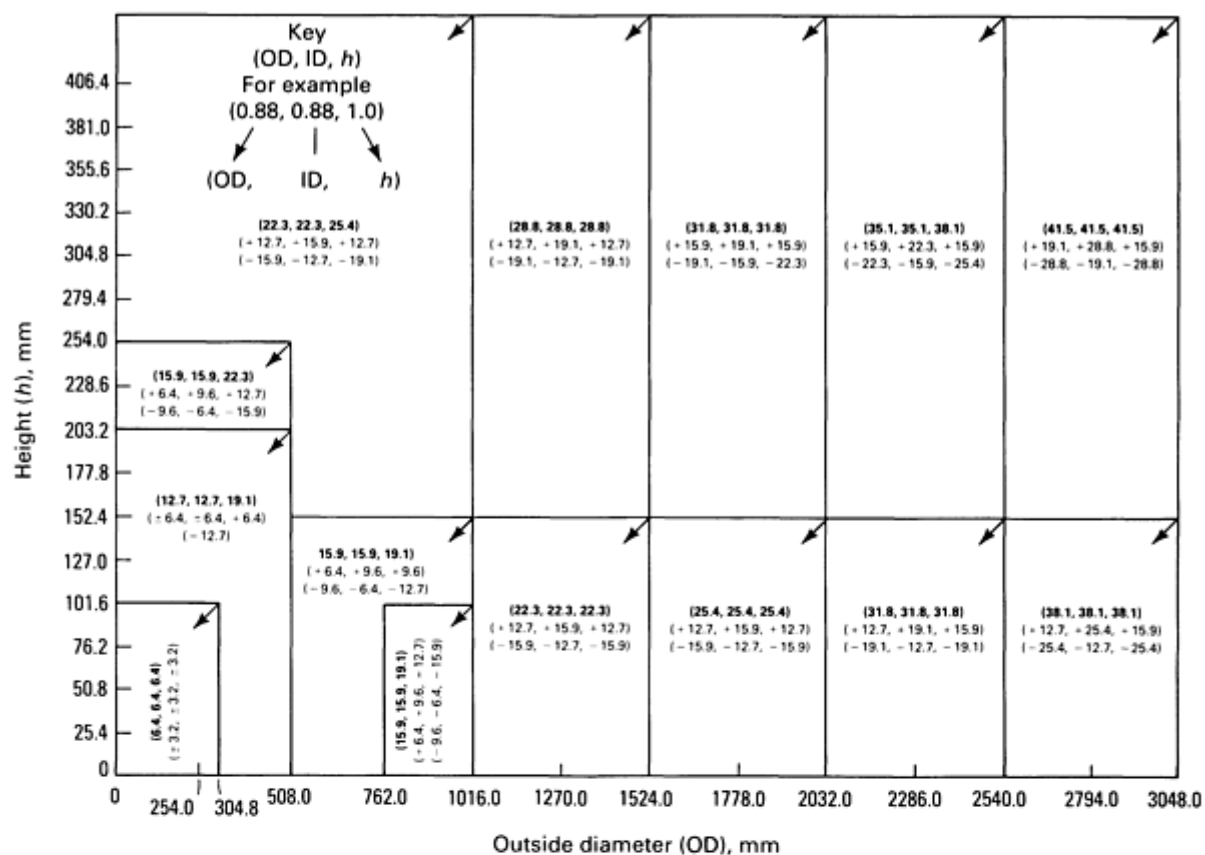 Key
(OD, ID, h)
For example
(0.88, 0.88, 1.0)
(OD, ID, h)
406.4
381.0
355.6
330.2
304.8
279.4
254.0
228.6
203.2
177.8
152.4
127.0
101.6
76.2
50.8
25.4
0
Height (h), mm
(22.3, 22.3, 25.4)
(+12.7, +15.9, +12.7)
(−15.9, −12.7, −19.1)
(28.8, 28.8, 28.8)
(+12.7, +19.1, +12.7)
(−19.1, −12.7, −19.1)
(31.8, 31.8, 31.8)
(+15.9, +19.1, +15.9)
(−19.1, −15.9, −22.3)
(35.1, 35.1, 38.1)
(+15.9, +22.3, +15.9)
(−22.3, −15.9, −25.4)
(41.5, 41.5, 41.5)
(+19.1, +28.8, +15.9)
(−28.8, −19.1, −28.8)
(15.9, 15.9, 22.3)
(+6.4, +9.6, +12.7)
(−9.6, −6.4, −15.9)
(12.7, 12.7, 19.1)
(±6.4, ±6.4, +6.4)
(−12.7)
15.9, 15.9, 19.1)
(+6.4, +9.6, +9.6)
(−9.6, −6.4, −12.7)
(6.4, 6.4, 6.4)
(±3.2, ±3.2, ±3.2)
(15.9, 15.9, 19.1)
(+6.4, +9.6, +12.7)
(−9.6, −6.4, −15.9)
(22.3, 22.3, 22.3)
(+12.7, +15.9, +12.7)
(−15.9, −12.7, −15.9)
(25.4, 25.4, 25.4)
(+12.7, +15.9, +12.7)
(−15.9, −12.7, −15.9)
(31.8, 31.8, 31.8)
(+12.7, +19.1, +15.9)
(−19.1, −12.7, −19.1)
(38.1, 38.1, 38.1)
(+12.7, +25.4, +15.9)
(−25.4, −12.7, −25.4)
0 254.0 304.8 508.0 762.0 1016.0 1270.0 1524.0 1778.0 2032.0 2286.0 2540.0 2794.0 3048.0
Outside diameter (OD), mm